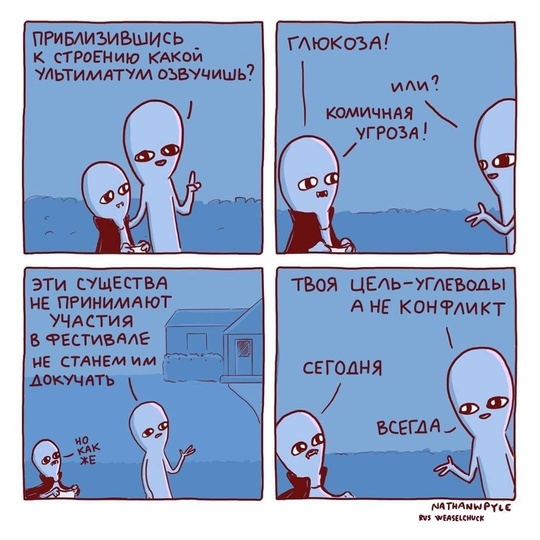 ПРИБЛИЗИВШИСЬ
К СТРОЕНИЮ КАКОЙ
УЛЬТИМАТУМ ОЗВУЧИШЬ?
ГЛЮКОЗА!
ИЛИ?
КОМИЧНАЯ
УГРОЗА!
ЭТИ СУЩЕСТВА
НЕ ПРИНИМАЮТ
УЧАСТИЯ
В ФЕСТИВАЛЕ
НЕ СТАНЕМ ИМ
ДОКУЧАТЬ
НО
КАК
ЖЕ
ТВОЯ ЦЕЛЬ-УГЛЕВОДЫ
А НЕ КОНФЛИКТ
СЕГОДНЯ
ВСЕГДА
NATHANWPYLE
RUS WEASELCHUCK